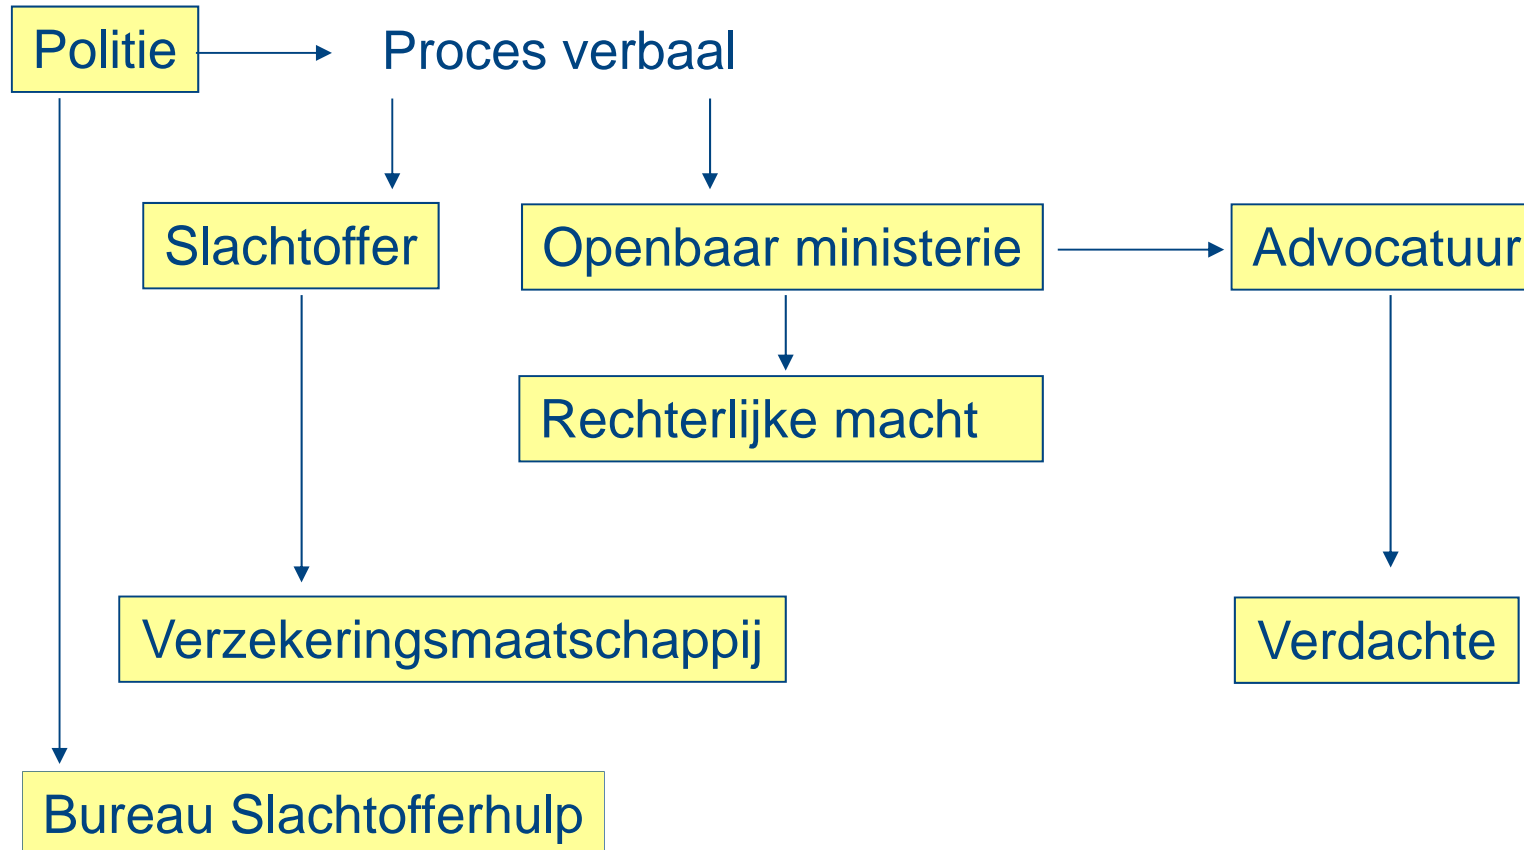 Politie
Proces verbaal
Slachtoffer
Openbaar ministerie
Advocatuur
Rechterlijke macht
Verzekeringsmaatschappij
Verdachte
Bureau Slachtofferhulp